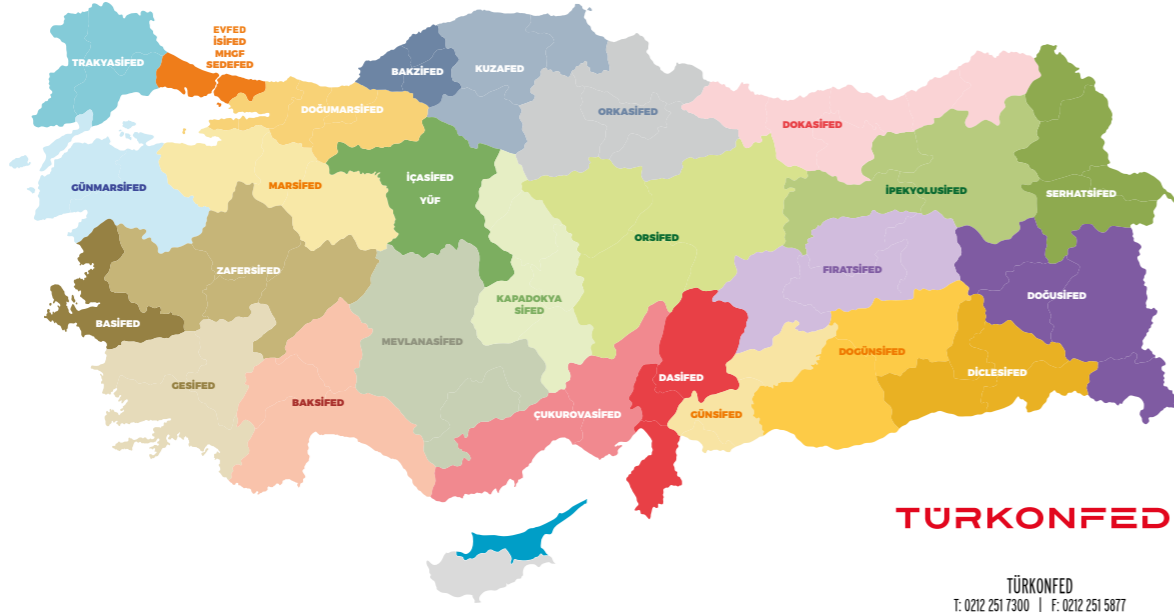 EVFED
İSİFED
MHGF
SEDEFED
TRAKYASİFED
BAKZİFED
KUZAFED
DOĞUMARSİFED
ORKASİFED
DOKASİFED
GÜNMARSİFED
MARSİFED
İÇASİFED
YÜF
İPEKYOLUSİFED
SERHATSİFED
ORSİFED
ZAFERSİFED
FIRATSİFED
KAPADOKYA
SİFED
DOĞUSİFED
BASİFED
MEVLANASİFED
DOGÜNSİFED
GESİFED
DASİFED
DİCLESİFED
BAKSİFED
ÇUKUROVASİFED
GÜNSİFED
TÜRKONFED
TÜRKONFED
T: 0212 251 7300 | F: 0212 251 5877